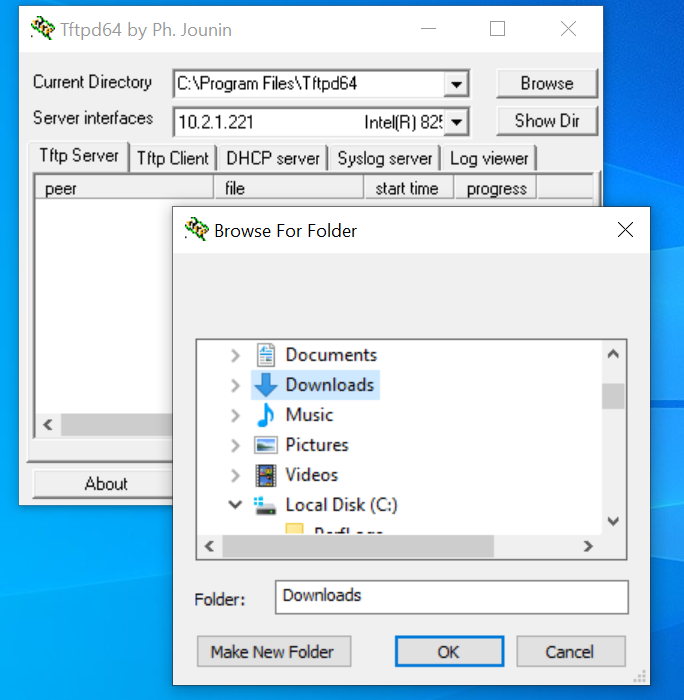 Tftpd64 by Ph. Jounin
Current Directory C:\Program Files\Tftpd64 Browse
Server interfaces 10.2.1.221 Intel(R) 825 Show Dir
Tftp Server Tftp Client DHCP server Syslog server Log viewer
peer file start time progress
Browse For Folder
Documents
Downloads
Music
Pictures
Videos
Local Disk (C:)
PerfLogs
About
Folder: Downloads
Make New Folder OK Cancel